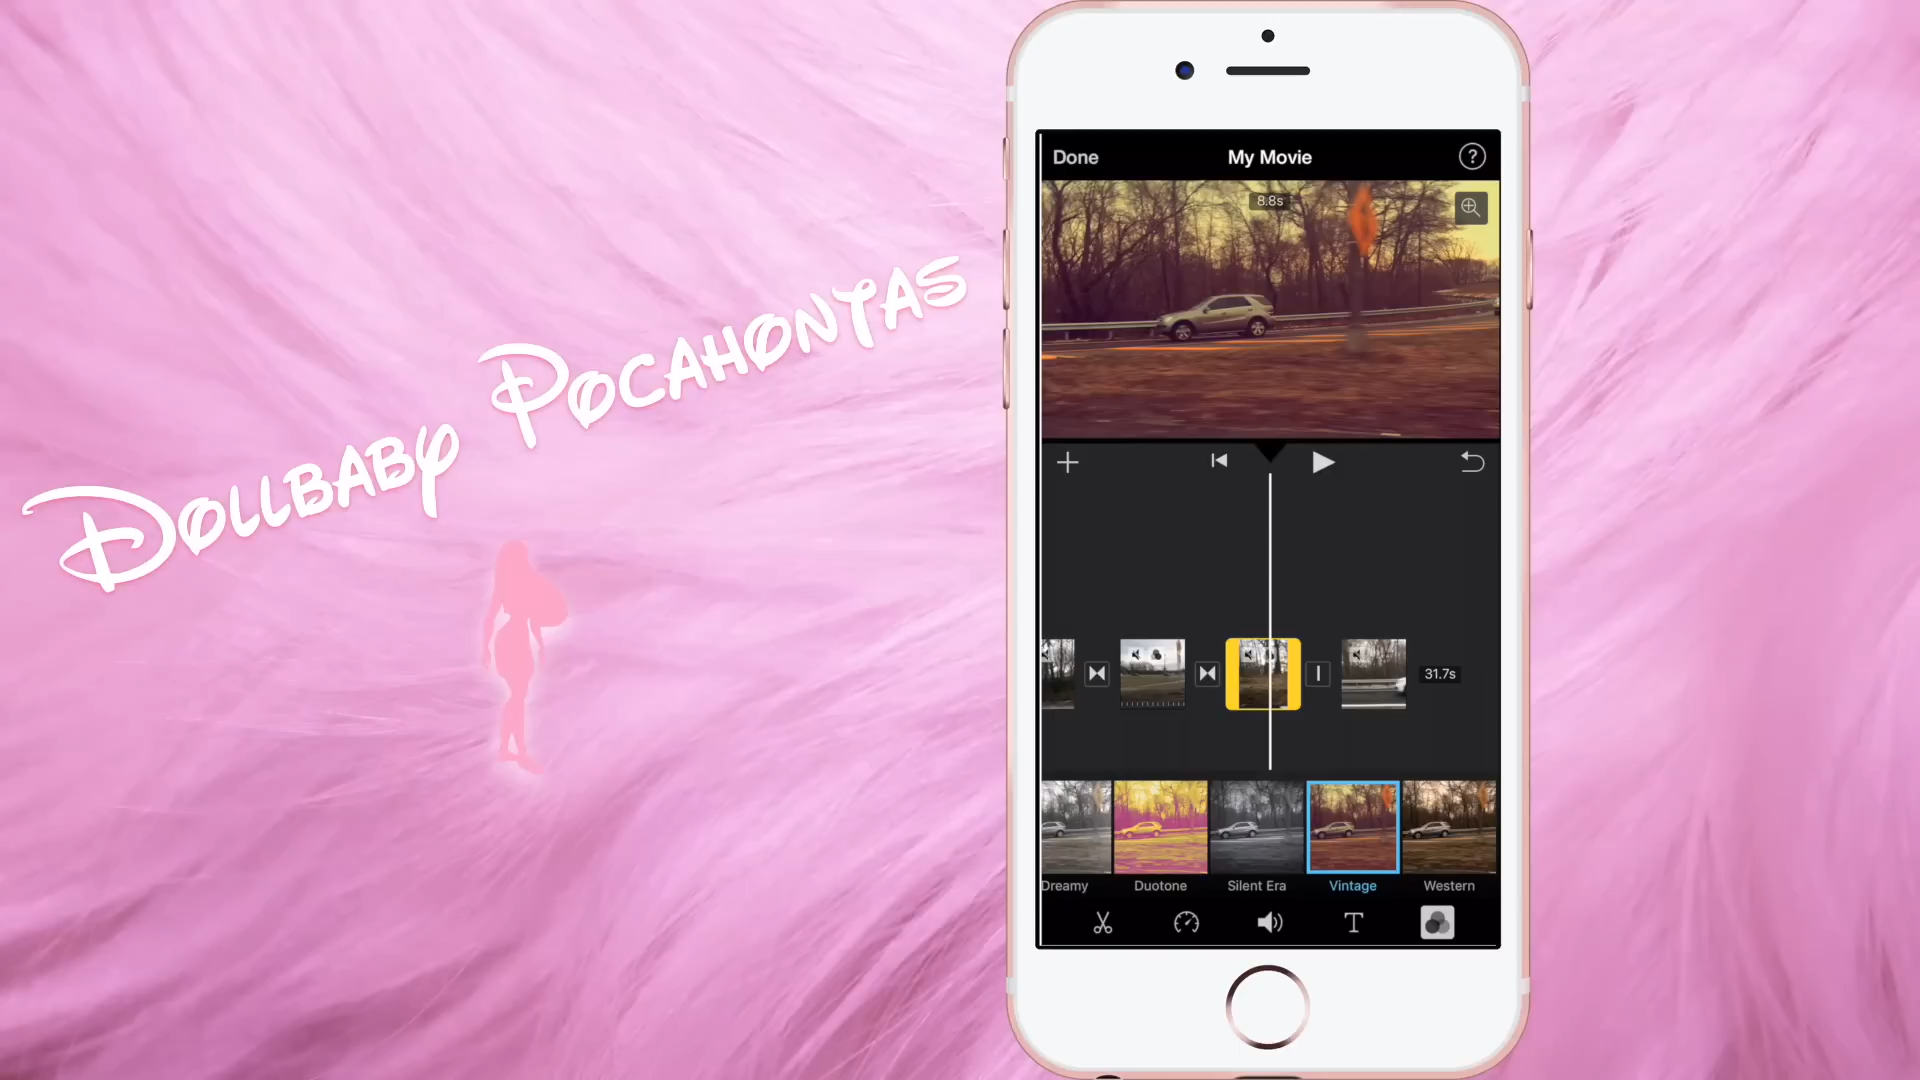 Dollbaby Pocahontas
Done
My Movie
?
8.8s
31.7s
Dreamy
Duotone
Silent Era
Vintage
Western
T